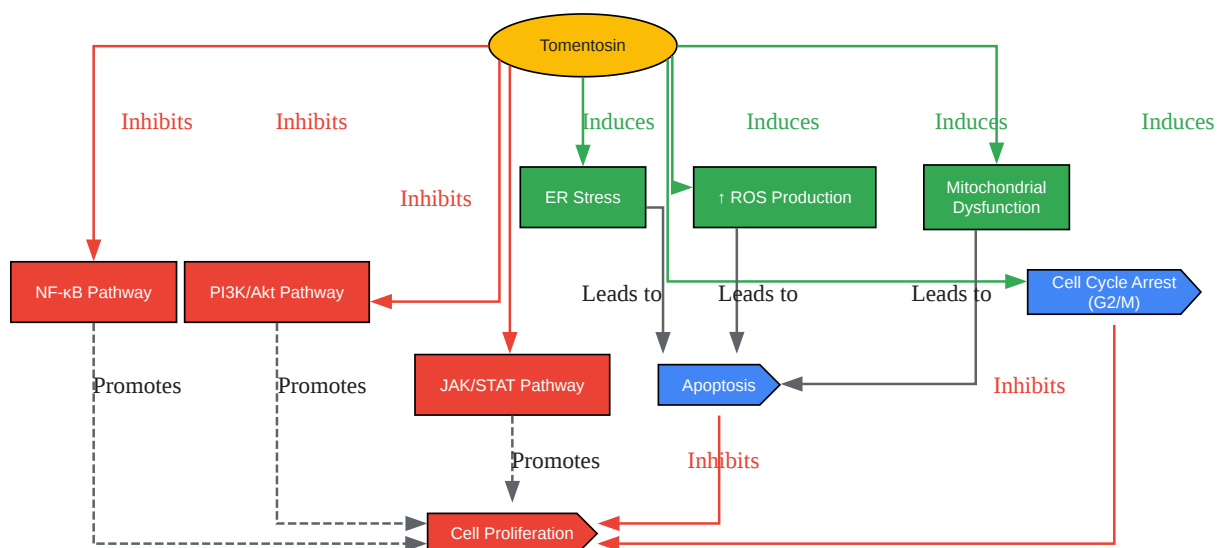 Tomentosin
Inhibits
Inhibits
Induces
Induces
Induces
Induces
Inhibits
ER Stress
↑ ROS Production
Mitochondrial
Dysfunction
NF-κB Pathway
PI3K/Akt Pathway
Leads to
Leads to
Leads to
Cell Cycle Arrest
(G2/M)
Promotes
Promotes
JAK/STAT Pathway
Apoptosis
Inhibits
Promotes
Inhibits
Cell Proliferation